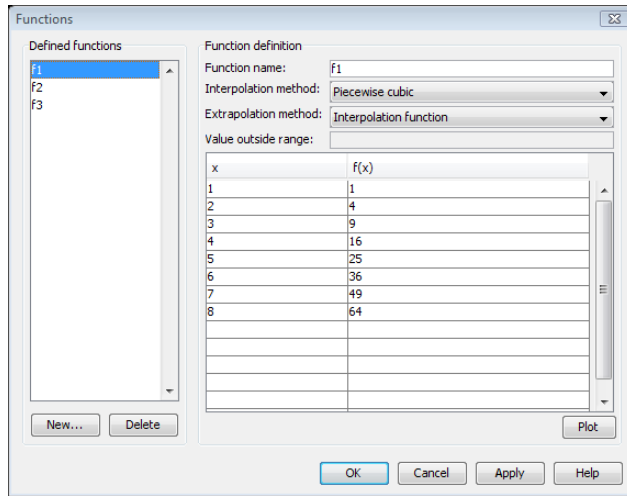 Functions
Defined functions
f1
f2
f3
New...
Delete
Function definition
Function name: f1
Interpolation method: Piecewise cubic
Extrapolation method: Interpolation function
Value outside range:
x f(x)
1 1
2 4
3 9
4 16
5 25
6 36
7 49
8 64
Plot
OK Cancel Apply Help